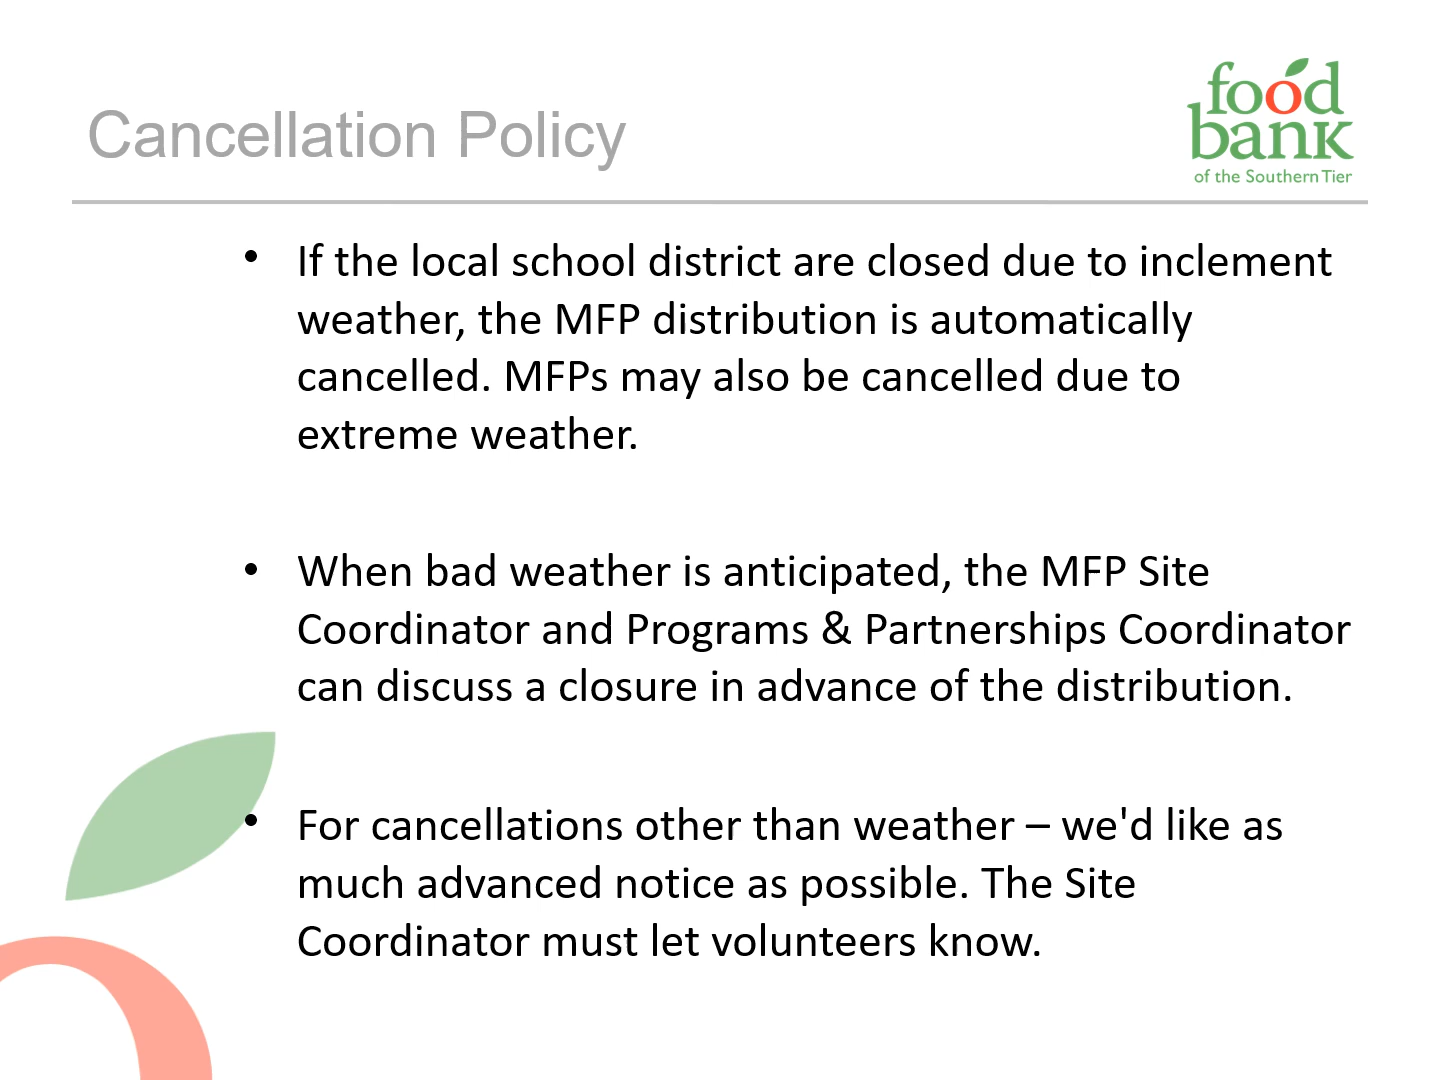 Cancellation Policy
food
bank
of the Southern Tier
• If the local school district are closed due to inclement
weather, the MFP distribution is automatically
cancelled. MFPs may also be cancelled due to
extreme weather.
• When bad weather is anticipated, the MFP Site
Coordinator and Programs & Partnerships Coordinator
can discuss a closure in advance of the distribution.
• For cancellations other than weather – we'd like as
much advanced notice as possible. The Site
Coordinator must let volunteers know.